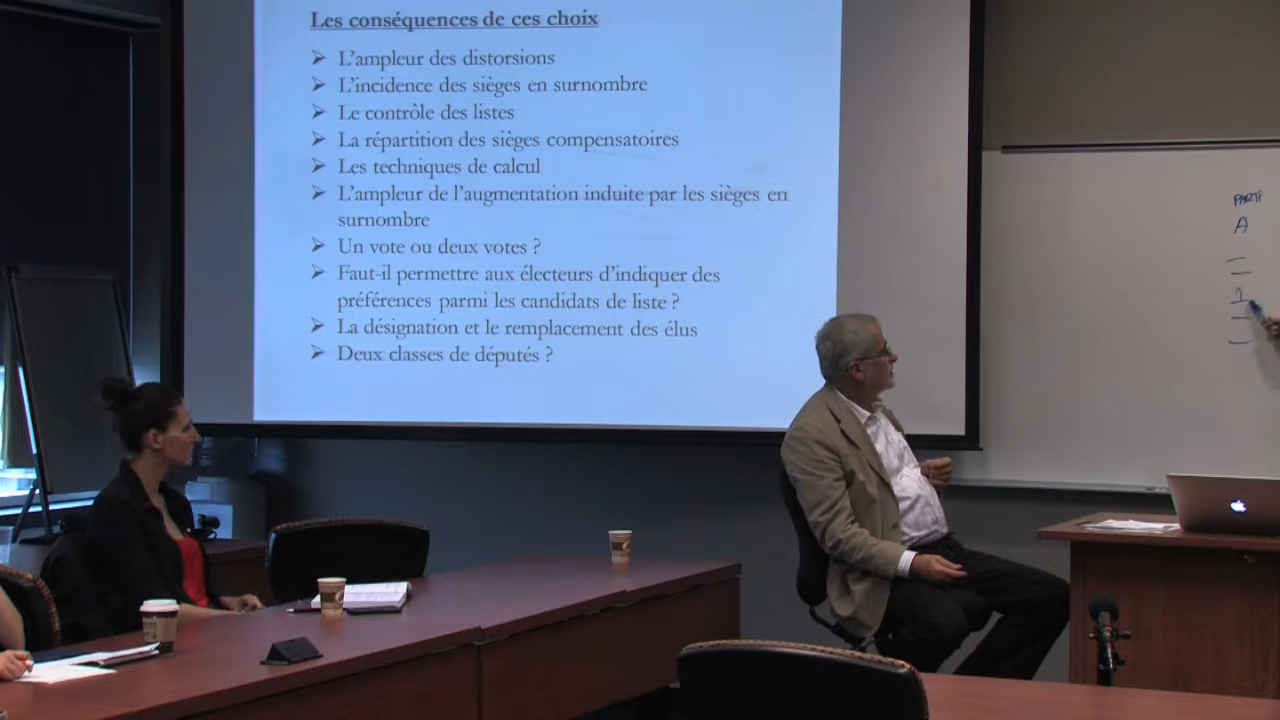 Les conséquences de ces choix
➢ L'ampleur des distorsions
➢ L'incidence des sièges en surnombre
➢ Le contrôle des listes
➢ La répartition des sièges compensatoires
➢ Les techniques de calcul
➢ L'ampleur de l'augmentation induite par les sièges en
surnombre
➢ Un vote ou deux votes ?
➢ Faut-il permettre aux électeurs d'indiquer des
préférences parmi les candidats de liste ?
➢ La désignation et le remplacement des élus
➢ Deux classes de députés ?
PARTI
A